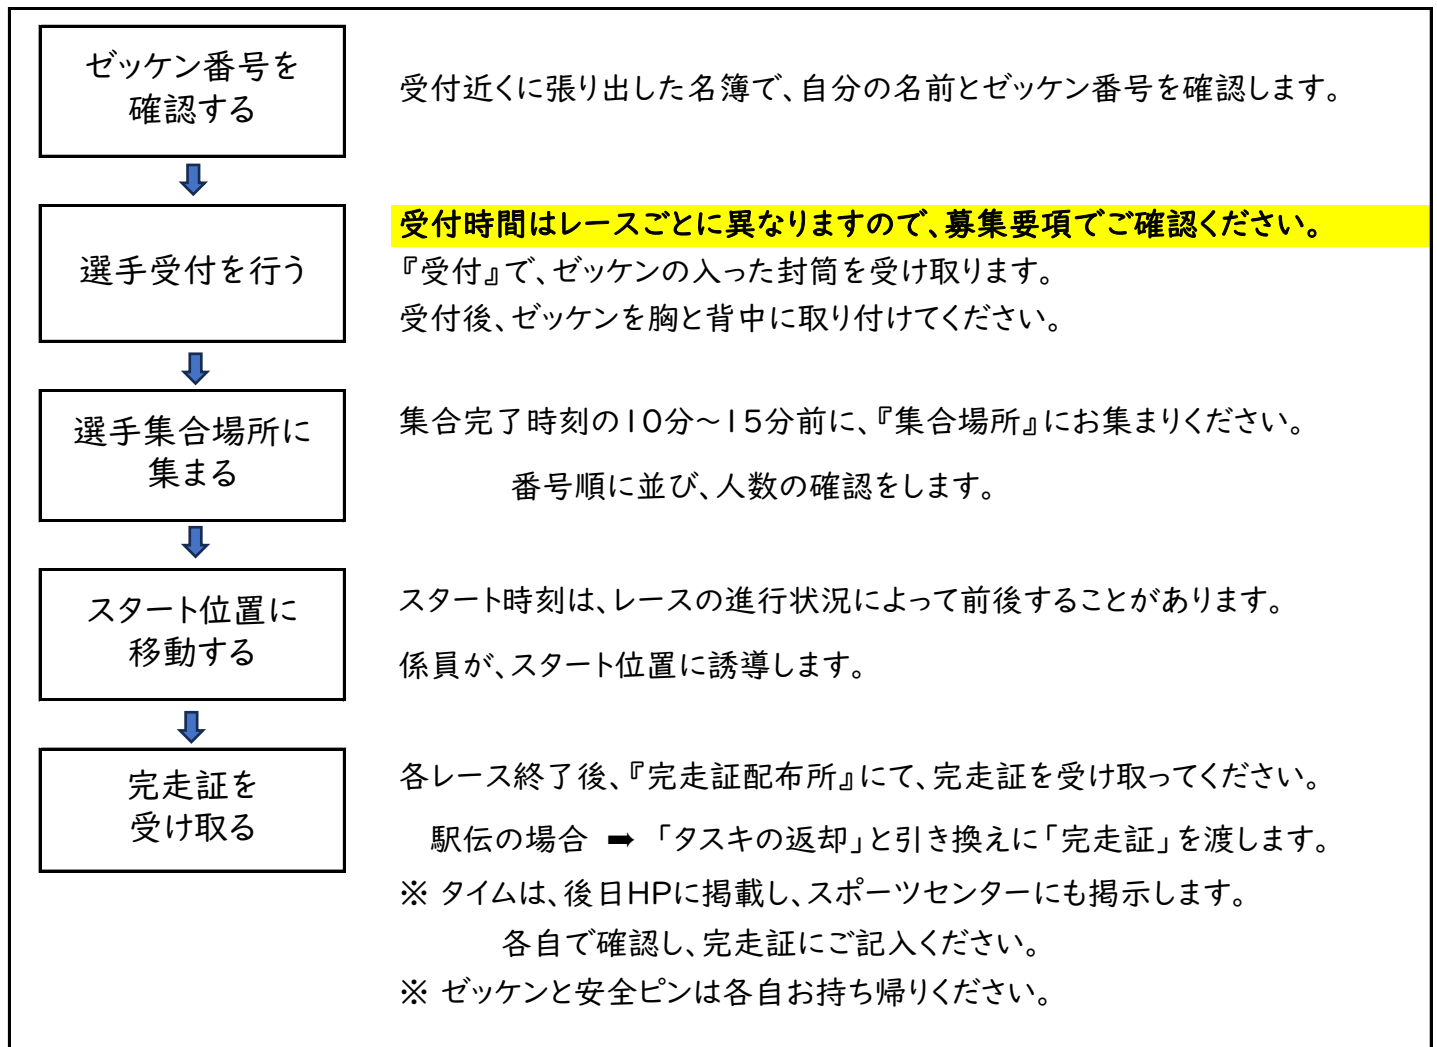 ゼッケン番号を
確認する
受付近くに張り出した名簿で、自分の名前とゼッケン番号を確認します。
選手受付を行う
受付時間はレースごとに異なりますので、募集要項でご確認ください。
『受付』で、ゼッケンの入った封筒を受け取ります。
受付後、ゼッケンを胸と背中に取り付けてください。
選手集合場所に
集まる
集合完了時刻の10分～15分前に、『集合場所』にお集まりください。
番号順に並び、人数の確認をします。
スタート位置に
移動する
スタート時刻は、レースの進行状況によって前後することがあります。
係員が、スタート位置に誘導します。
完走証を
受け取る
各レース終了後、『完走証配布所』にて、完走証を受け取ってください。
駅伝の場合 ➡ 「タスキの返却」と引き換えに「完走証」を渡します。
※ タイムは、後日HPに掲載し、スポーツセンターにも掲示します。
各自で確認し、完走証にご記入ください。
※ ゼッケンと安全ピンは各自お持ち帰りください。